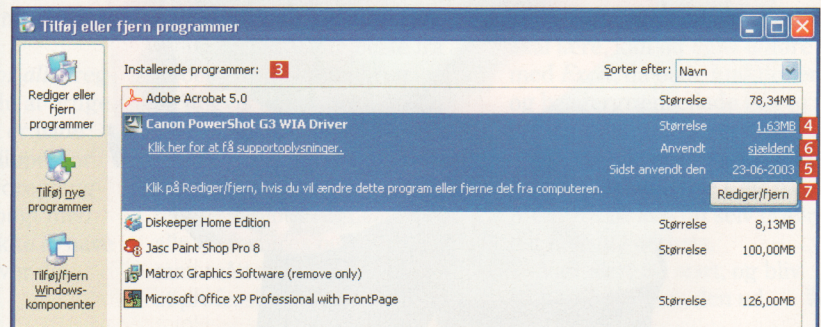 Tilføj eller fjern programmer
Rediger eller
fjern
programmer
Tilføj nye
programmer
Tilføj/fjern
Windows-
komponenter
Installerede programmer: 3
Sorter efter: Navn
Adobe Acrobat 5.0 Størrelse 78,34MB
Canon PowerShot G3 WIA Driver Størrelse 1,63MB 4
Klik her for at få supportoplysninger. Anvendt sjældent 6
Sidst anvendt den 23-06-2003 5
Klik på Rediger/fjern, hvis du vil ændre dette program eller fjerne det fra computeren. Rediger/fjern 7
Diskeeper Home Edition Størrelse 8,13MB
Jasc Paint Shop Pro 8 Størrelse 100,00MB
Matrox Graphics Software (remove only)
Microsoft Office XP Professional with FrontPage Størrelse 126,00MB